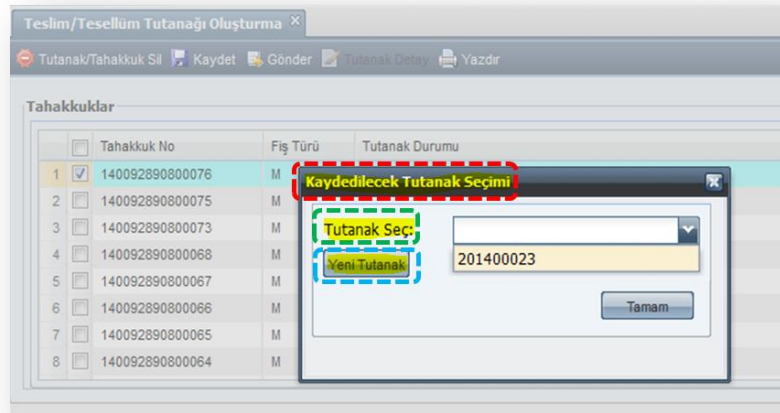 Teslim/Tesellüm Tutanağı Oluşturma
Tutanak/Tahakkuk Sil Kaydet Gönder Tutanak Detay Yazdır
Tahakkuklar
Tahakkuk No Fiş Türü Tutanak Durumu
1 140092890800076 M
2 140092890800075 M
3 140092890800073 M
4 140092890800068 M
5 140092890800067 M
6 140092890800066 M
7 140092890800065 M
8 140092890800064 M
Kaydedilecek Tutanak Seçimi
Tutanak Seç:
201400023
Yeni Tutanak
Tamam